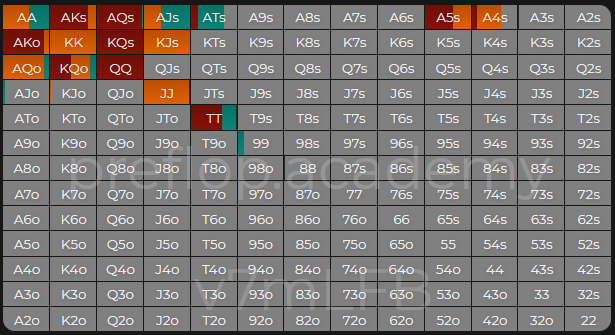 AA AKs AQs AJs ATs A9s A8s A7s A6s A5s A4s A3s A2s
AKo KK KQs KJs KTs K9s K8s K7s K6s K5s K4s K3s K2s
AQo KQo QQ QJs QTs Q9s Q8s Q7s Q6s Q5s Q4s Q3s Q2s
AJo KJo QJo JJ JTs J9s J8s J7s J6s J5s J4s J3s J2s
ATo KTo QTo JTo TT T9s T8s T7s T6s T5s T4s T3s T2s
A9o K9o Q9o J9o T9o 99 98s 97s 96s 95s 94s 93s 92s
A8o K8o Q8o J8o T8o 98o 88 87s 86s 85s 84s 83s 82s
preflop.academy
A7o K7o Q7o J7o T7o 97o 87o 77 76s 75s 74s 73s 72s
A6o K6o Q6o J6o T6o 96o 86o 76o 66 65s 64s 63s 62s
A5o K5o Q5o J5o T5o 95o 85o 75o 65o 55 54s 53s 52s
A4o K4o Q4o J4o T4o 94o 84o 74o 64o 54o 44 43s 42s
v7mLFB
A3o K3o Q3o J3o T3o 93o 83o 73o 63o 53o 43o 33 32s
A2o K2o Q2o J2o T2o 92o 82o 72o 62o 52o 42o 32o 22